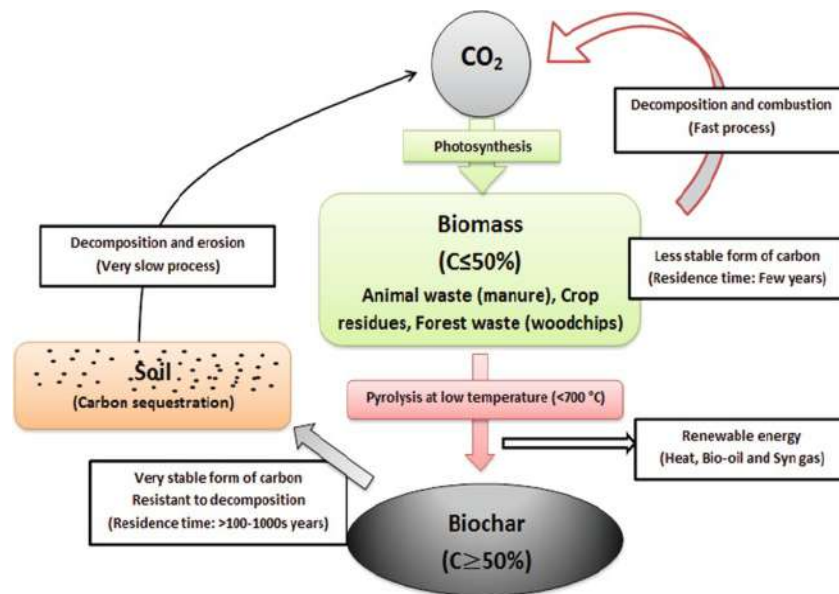 CO₂
Decomposition and combustion
(Fast process)
Photosynthesis
Biomass
(C≤50%)
Animal waste (manure), Crop
residues, Forest waste (woodchips)
Less stable form of carbon
(Residence time: Few years)
Decomposition and erosion
(Very slow process)
Soil
(Carbon sequestration)
Pyrolysis at low temperature (<700 °C)
Renewable energy
(Heat, Bio-oil and Syn gas)
Very stable form of carbon
Resistant to decomposition
(Residence time: >100-1000s years)
Biochar
(C≥50%)